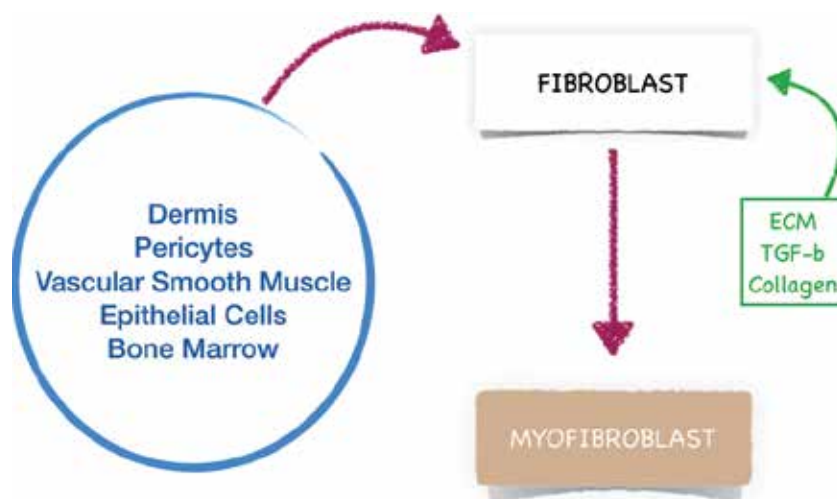 FIBROBLAST
Dermis
Pericytes
Vascular Smooth Muscle
Epithelial Cells
Bone Marrow
ECM
TGF-b
Collagen
MYOFIBROBLAST